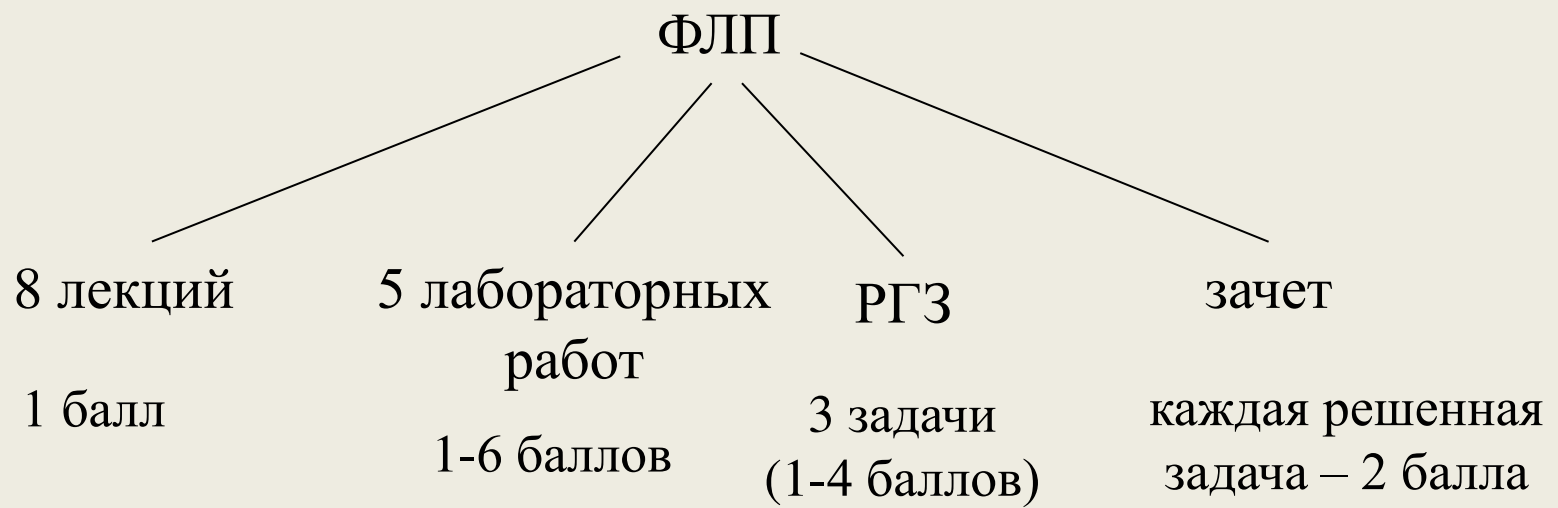 ФЛП
8 лекций
1 балл
5 лабораторных
работ
1-6 баллов
РГЗ
3 задачи
(1-4 баллов)
зачет
каждая решенная
задача – 2 балла